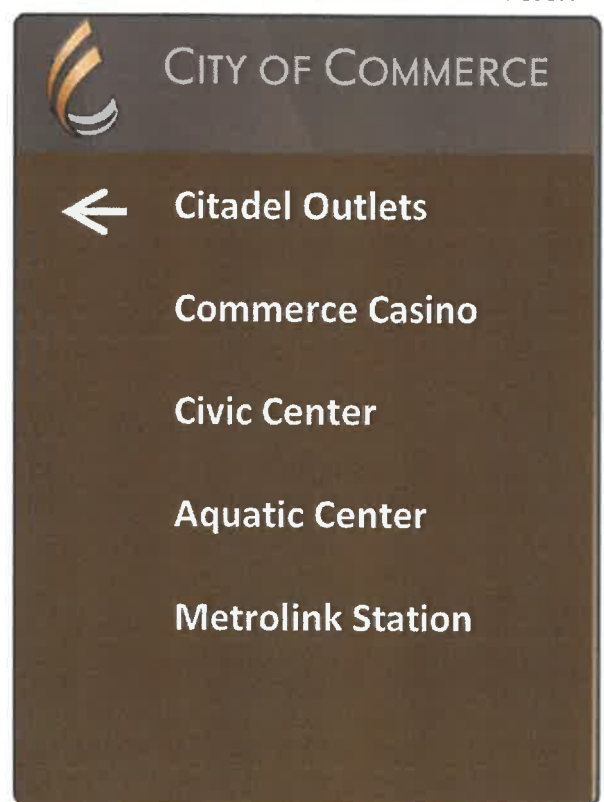 CITY OF COMMERCE
Citadel Outlets
Commerce Casino
Civic Center
Aquatic Center
Metrolink Station